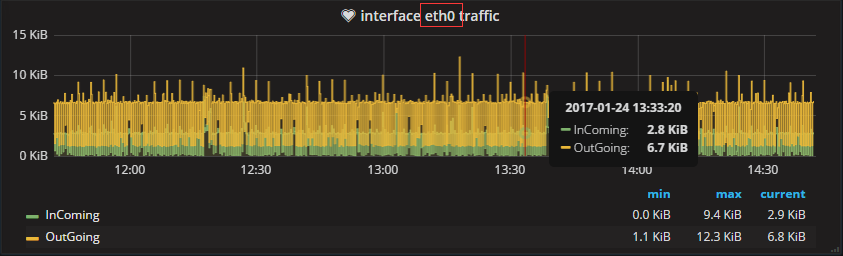 interface eth0 traffic
15 KiB
10 KiB
5 KiB
0 KiB
2017-01-24 13:33:20
InComing: 2.8 KiB
OutGoing: 6.7 KiB
12:00 12:30 13:00 13:30 14:00 14:30
min max current
InComing 0.0 KiB 9.4 KiB 2.9 KiB
OutGoing 1.1 KiB 12.3 KiB 6.8 KiB